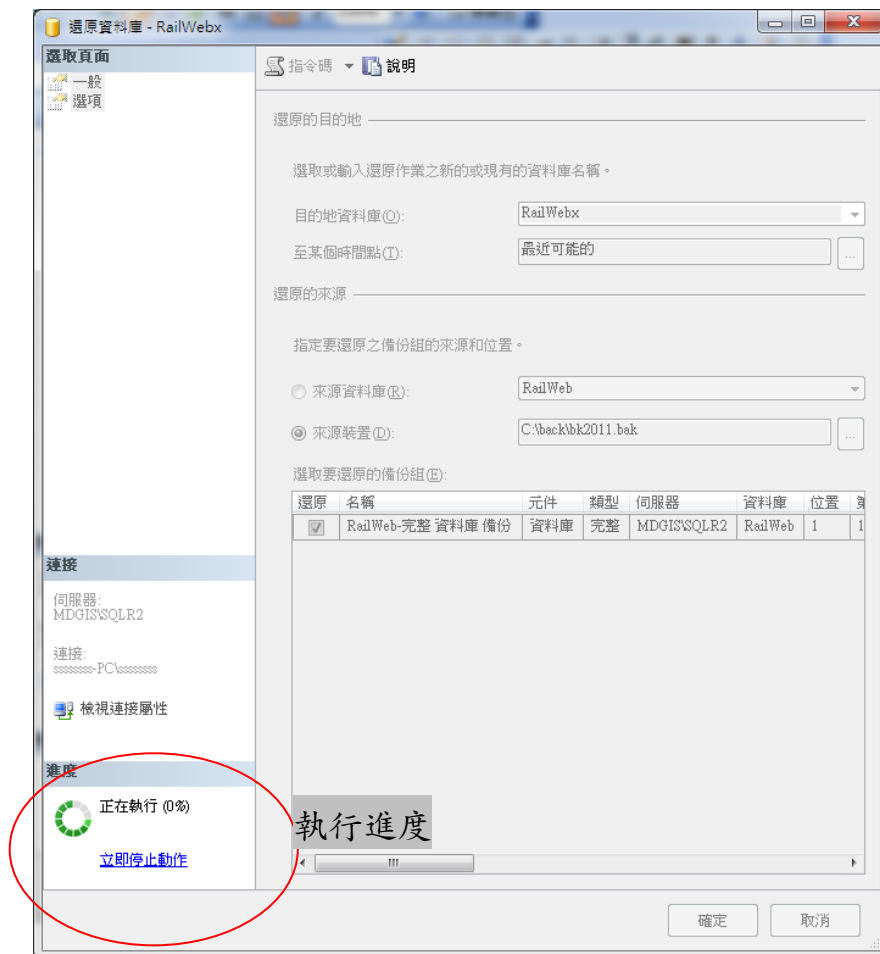 還原資料庫 - RailWebx
選取頁面
一般
選項
指令碼
說明
還原的目的地
選取或輸入還原作業之新的或現有的資料庫名稱。
目的地資料庫(O):
RailWebx
至某個時間點(T):
最近可能的
...
還原的來源
指定要還原之備份組的來源和位置。
來源資料庫(R):
RailWeb
來源裝置(D):
C:\back\bk2011.bak
...
選取要還原的備份組(E):
還原 名稱 元件 類型 伺服器 資料庫 位置
RailWeb-完整 資料庫 備份 資料庫 完整 MDGIS\SQLR2 RailWeb 1 1
連接
伺服器:
MDGIS\SQLR2
連接:
ssssssss-PC\ssssssss
檢視連接屬性
進度
正在執行 (0%)
立即停止動作
執行進度
確定
取消